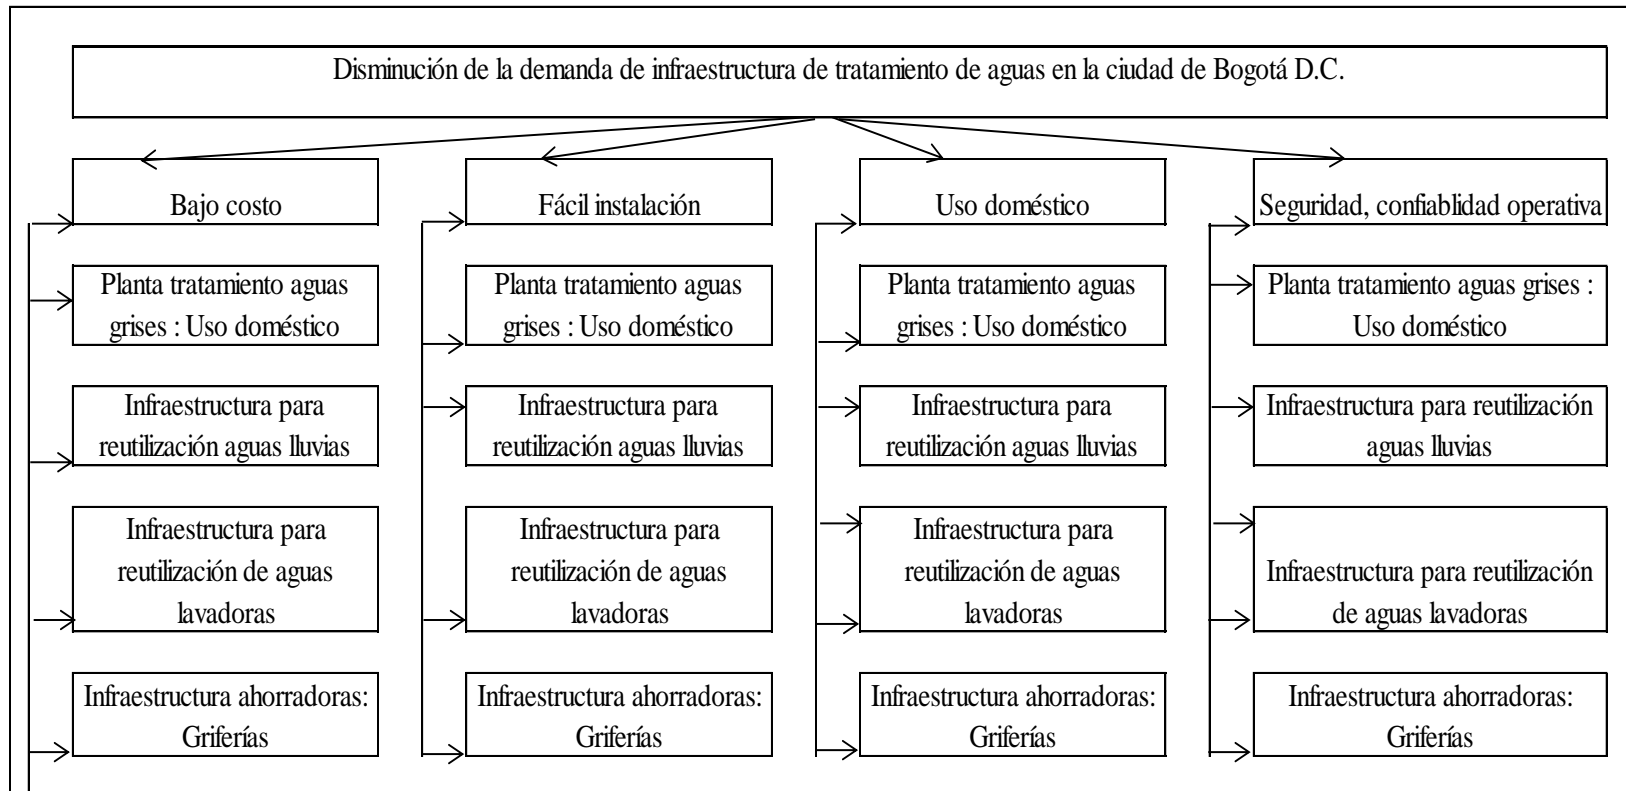 Disminución de la demanda de infraestructura de tratamiento de aguas en la ciudad de Bogotá D.C.
Bajo costo
Fácil instalación
Uso doméstico
Seguridad, confiablidad operativa
Planta tratamiento aguas
grises : Uso doméstico
Planta tratamiento aguas
grises : Uso doméstico
Planta tratamiento aguas
grises : Uso doméstico
Planta tratamiento aguas grises :
Uso doméstico
Infraestructura para
reutilización aguas lluvias
Infraestructura para
reutilización aguas lluvias
Infraestructura para
reutilización aguas lluvias
Infraestructura para reutilización
aguas lluvias
Infraestructura para
reutilización de aguas
lavadoras
Infraestructura para
reutilización de aguas
lavadoras
Infraestructura para
reutilización de aguas
lavadoras
Infraestructura para reutilización
de aguas lavadoras
Infraestructura ahorradoras:
Griferías
Infraestructura ahorradoras:
Griferías
Infraestructura ahorradoras:
Griferías
Infraestructura ahorradoras:
Griferías